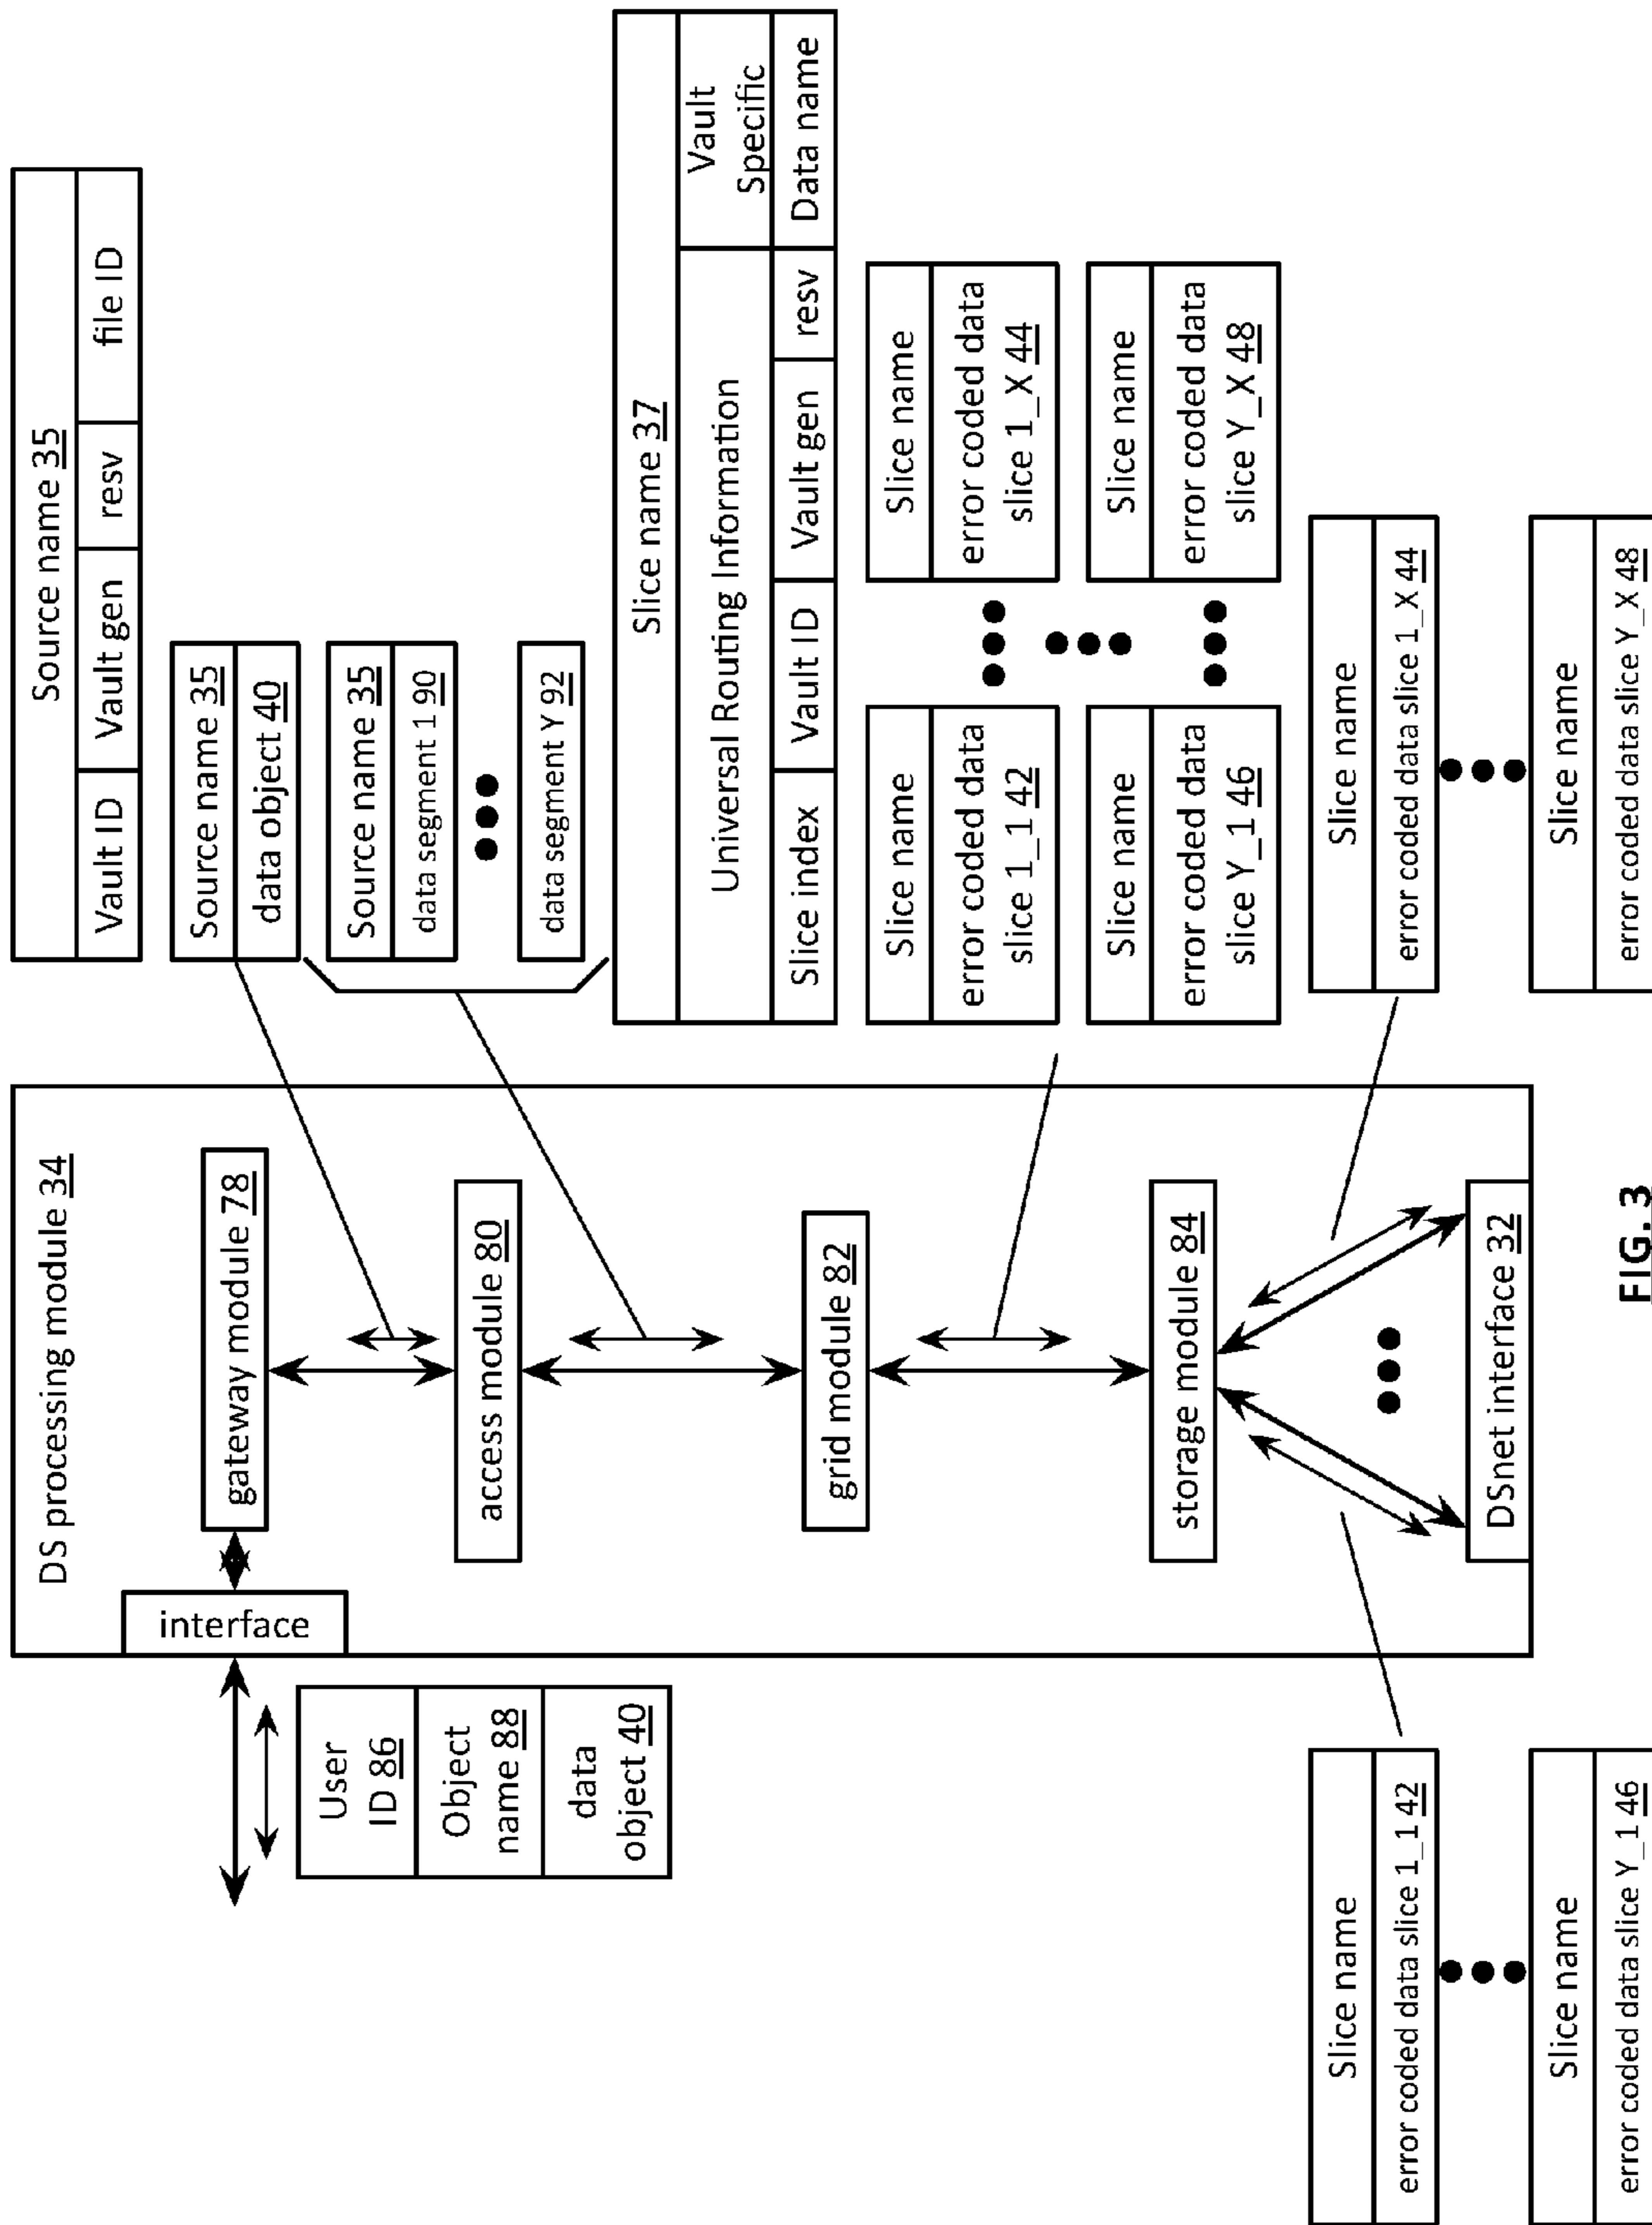 DS processing module 34
interface
gateway module 78
access module 80
grid module 82
storage module 84
DSnet interface 32
User
ID 86
Object
name 88
data
object 40
Source name 35
Vault ID
Vault gen
resv
file ID
Source name 35
data object 40
Source name 35
data segment 1 90
data segment Y 92
Slice name 37
Universal Routing Information
Vault
Specific
Slice index
Vault ID
Vault gen
resv
Data name
Slice name
error coded data
slice 1_1 42
Slice name
error coded data
slice 1_X 44
Slice name
error coded data
slice Y_1 46
Slice name
error coded data
slice Y_X 48
Slice name
error coded data slice 1_1 42
Slice name
error coded data slice Y_1 46
Slice name
error coded data slice 1_X 44
Slice name
error coded data slice Y_X 48
FIG. 3